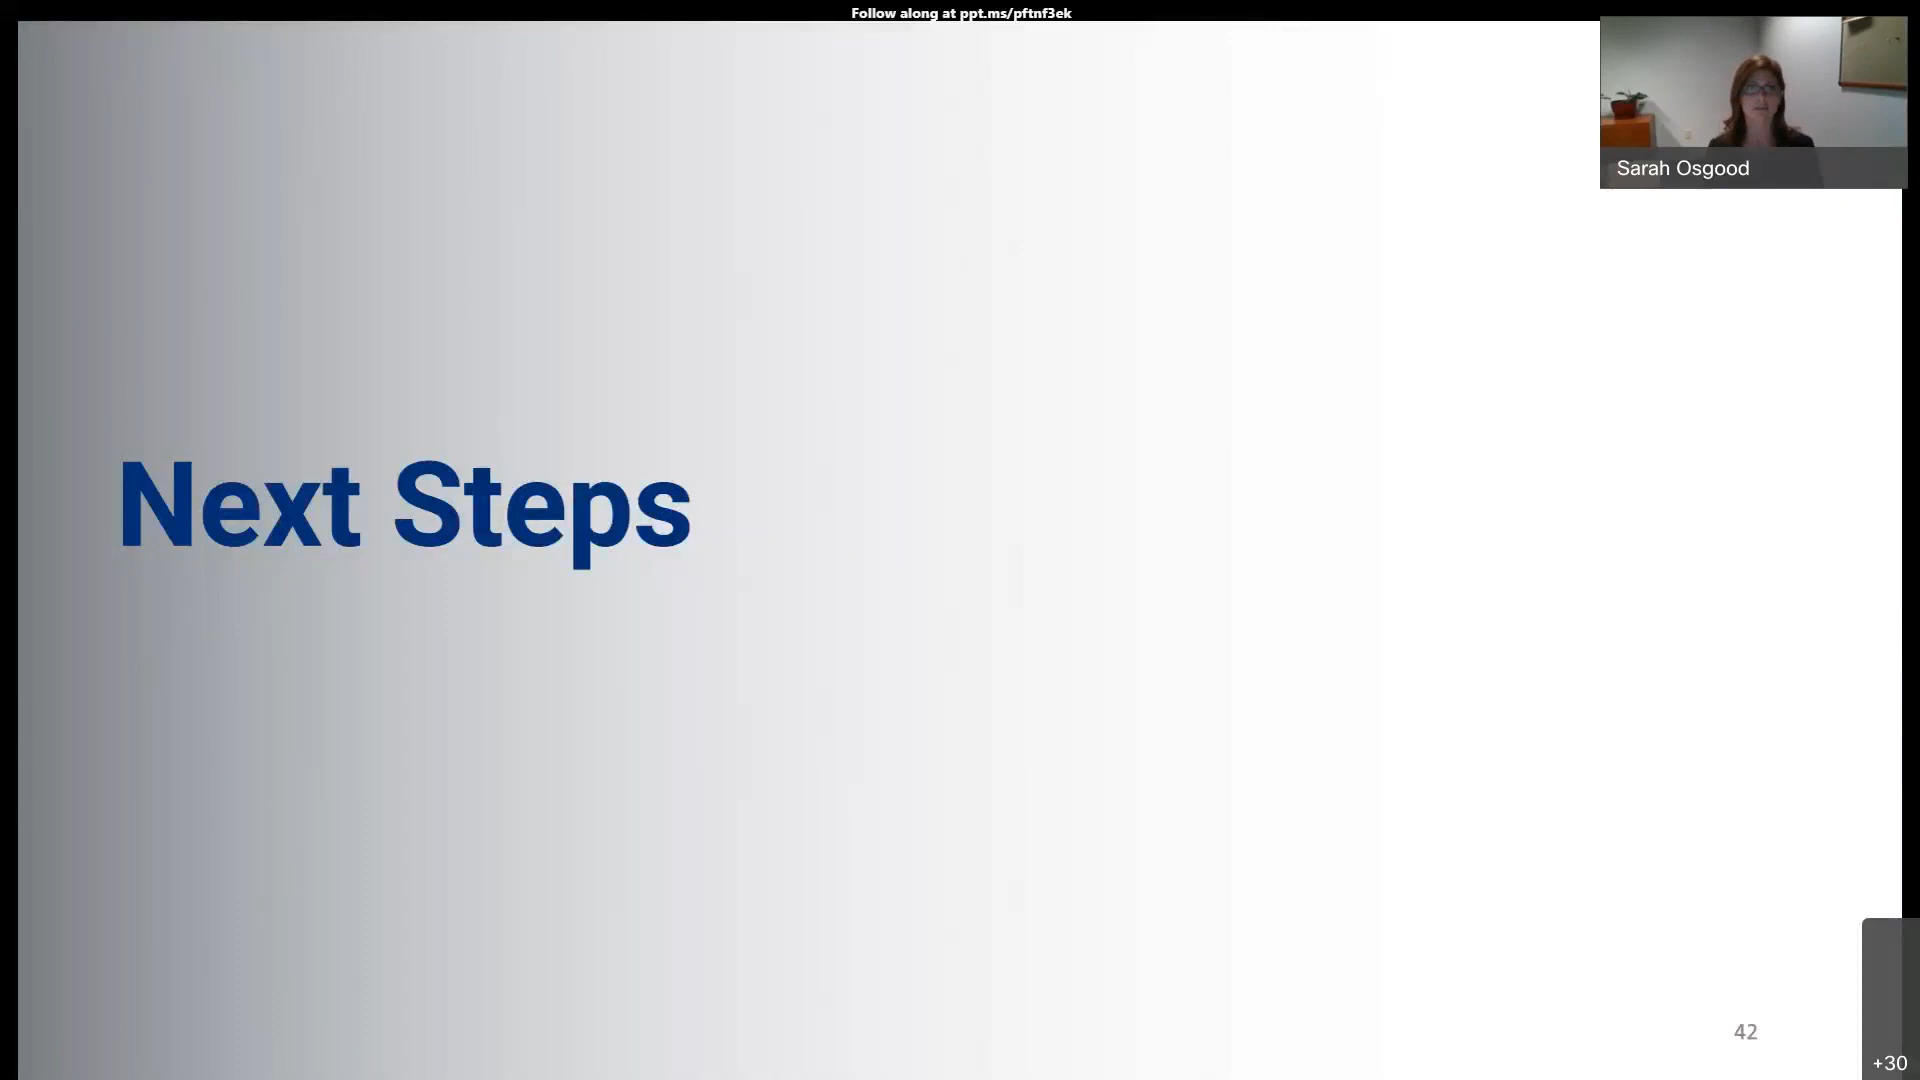 Follow along at ppt.ms/pftnf3ek
Sarah Osgood
Next Steps
42
+30